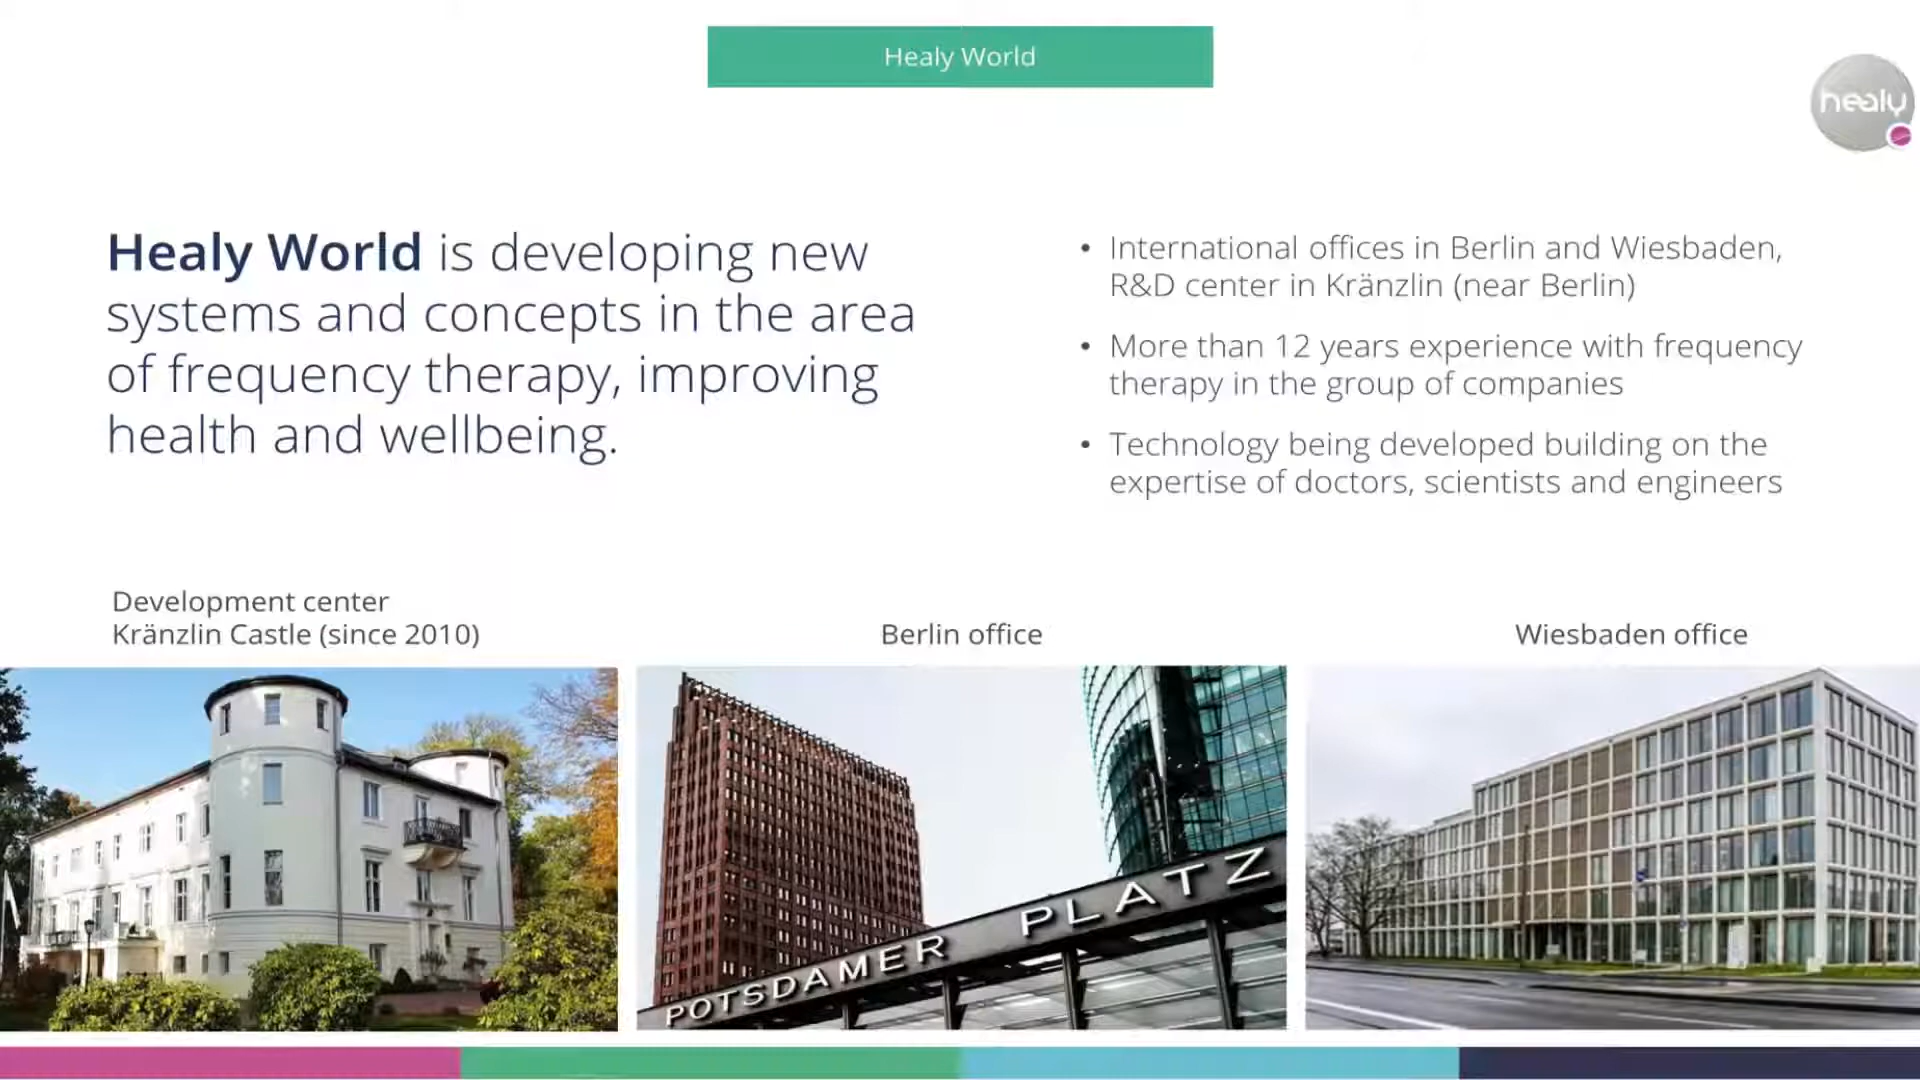 Healy World
healy
Healy World is developing new
systems and concepts in the area
of frequency therapy, improving
health and wellbeing.
• International offices in Berlin and Wiesbaden,
R&D center in Kränzlin (near Berlin)
• More than 12 years experience with frequency
therapy in the group of companies
• Technology being developed building on the
expertise of doctors, scientists and engineers
Development center
Kränzlin Castle (since 2010)
Berlin office
Wiesbaden office
POTSDAMER PLATZ